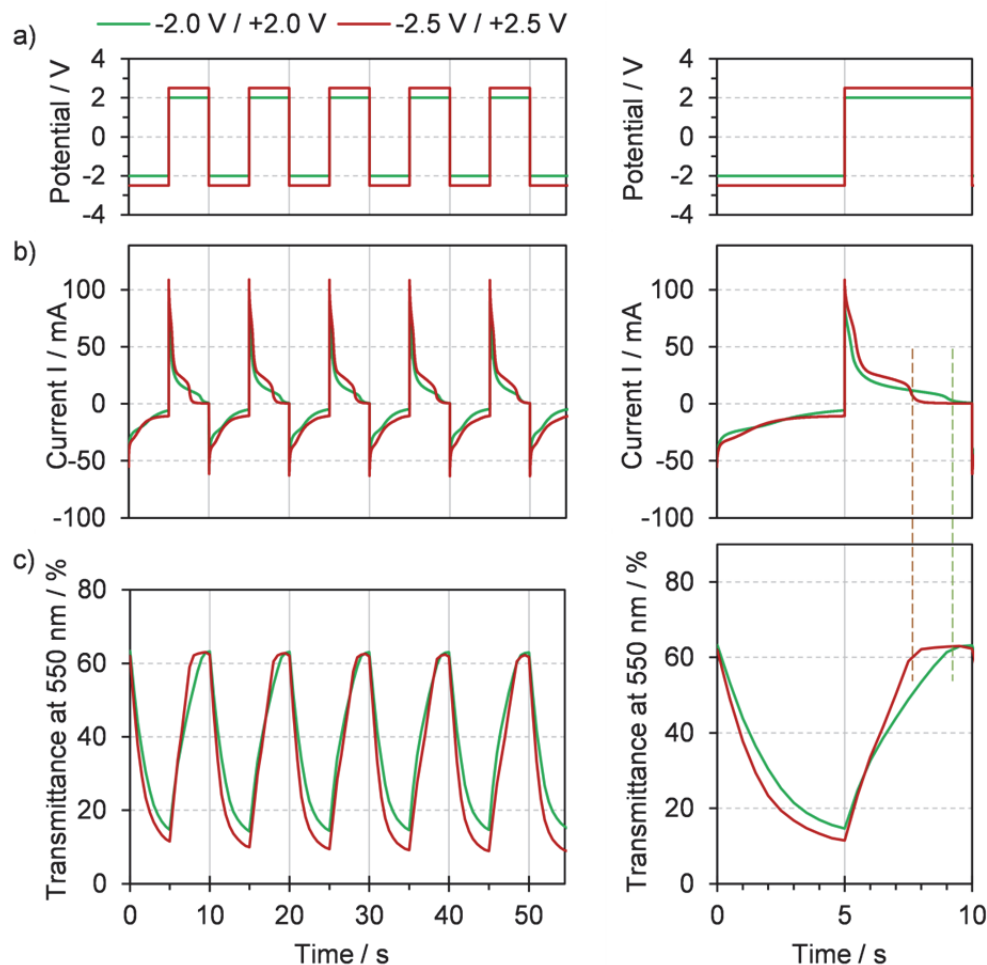 -2.0 V / +2.0 V -2.5 V / +2.5 V
a)
Potential / V
4
2
0
-2
-4
Potential / V
4
2
0
-2
-4
b)
Current I / mA
100
50
0
-50
-100
Current I / mA
100
50
0
-50
-100
c)
Transmittance at 550 nm / %
80
60
40
20
0
0 10 20 30 40 50
Time / s
Transmittance at 550 nm / %
80
60
40
20
0
0 5 10
Time / s